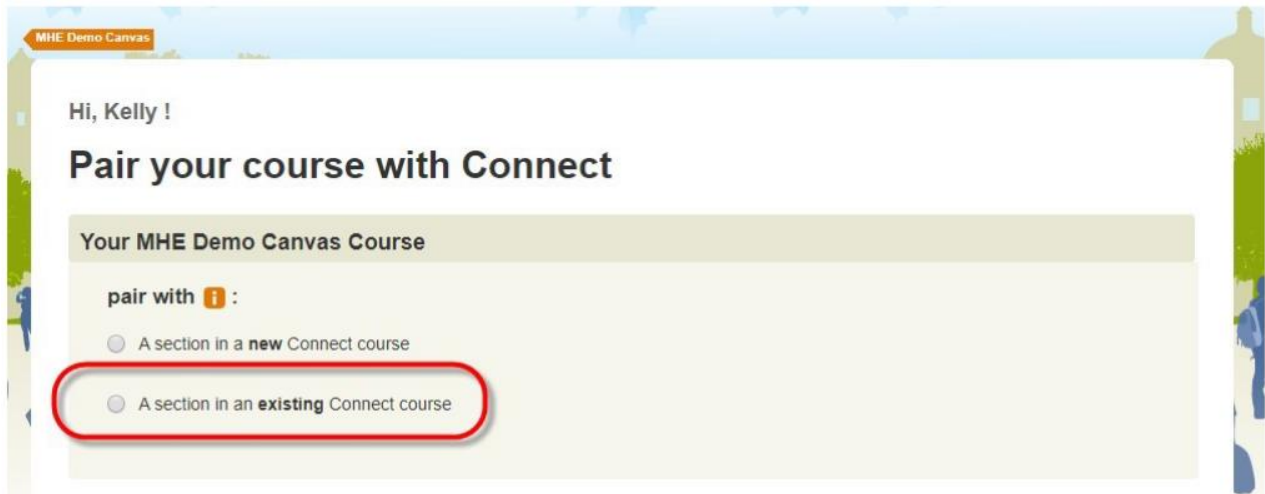 MHE Demo Canvas
Hi, Kelly !
Pair your course with Connect
Your MHE Demo Canvas Course
pair with i :
A section in a new Connect course
A section in an existing Connect course